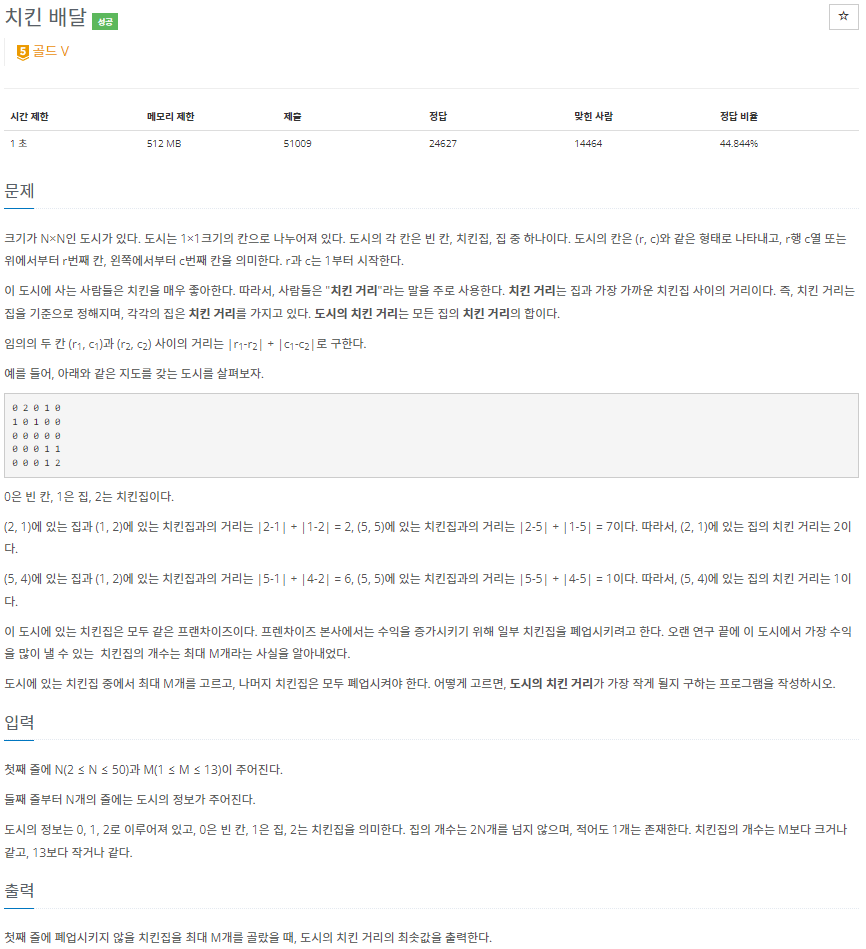 치킨 배달 성공
☆
5 골드 V
시간 제한 메모리 제한 제출 정답 맞힌 사람 정답 비율
1 초 512 MB 51009 24627 14464 44.844%
문제
크기가 N×N인 도시가 있다. 도시는 1×1크기의 칸으로 나누어져 있다. 도시의 각 칸은 빈 칸, 치킨집, 집 중 하나이다. 도시의 칸은 (r, c)와 같은 형태로 나타내고, r행 c열 또는
위에서부터 r번째 칸, 왼쪽에서부터 c번째 칸을 의미한다. r과 c는 1부터 시작한다.
이 도시에 사는 사람들은 치킨을 매우 좋아한다. 따라서, 사람들은 "치킨 거리"라는 말을 주로 사용한다. 치킨 거리는 집과 가장 가까운 치킨집 사이의 거리이다. 즉, 치킨 거리는
집을 기준으로 정해지며, 각각의 집은 치킨 거리를 가지고 있다. 도시의 치킨 거리는 모든 집의 치킨 거리의 합이다.
임의의 두 칸 (r1, c1)과 (r2, c2) 사이의 거리는 |r1-r2| + |c1-c2|로 구한다.
예를 들어, 아래와 같은 지도를 갖는 도시를 살펴보자.
0 2 0 1 0
1 0 1 0 0
0 0 0 0 0
0 0 0 1 1
0 0 0 1 2
0은 빈 칸, 1은 집, 2는 치킨집이다.
(2, 1)에 있는 집과 (1, 2)에 있는 치킨집과의 거리는 |2-1| + |1-2| = 2, (5, 5)에 있는 치킨집과의 거리는 |2-5| + |1-5| = 7이다. 따라서, (2, 1)에 있는 집의 치킨 거리는 2이
다.
(5, 4)에 있는 집과 (1, 2)에 있는 치킨집과의 거리는 |5-1| + |4-2| = 6, (5, 5)에 있는 치킨집과의 거리는 |5-5| + |4-5| = 1이다. 따라서, (5, 4)에 있는 집의 치킨 거리는 1이
다.
이 도시에 있는 치킨집은 모두 같은 프랜차이즈이다. 프렌차이즈 본사에서는 수익을 증가시키기 위해 일부 치킨집을 폐업시키려고 한다. 오랜 연구 끝에 이 도시에서 가장 수익
을 많이 낼 수 있는 치킨집의 개수는 최대 M개라는 사실을 알아내었다.
도시에 있는 치킨집 중에서 최대 M개를 고르고, 나머지 치킨집은 모두 폐업시켜야 한다. 어떻게 고르면, 도시의 치킨 거리가 가장 작게 될지 구하는 프로그램을 작성하시오.
입력
첫째 줄에 N(2 ≤ N ≤ 50)과 M(1 ≤ M ≤ 13)이 주어진다.
둘째 줄부터 N개의 줄에는 도시의 정보가 주어진다.
도시의 정보는 0, 1, 2로 이루어져 있고, 0은 빈 칸, 1은 집, 2는 치킨집을 의미한다. 집의 개수는 2N개를 넘지 않으며, 적어도 1개는 존재한다. 치킨집의 개수는 M보다 크거나
같고, 13보다 작거나 같다.
출력
첫째 줄에 폐업시키지 않을 치킨집을 최대 M개를 골랐을 때, 도시의 치킨 거리의 최솟값을 출력한다.